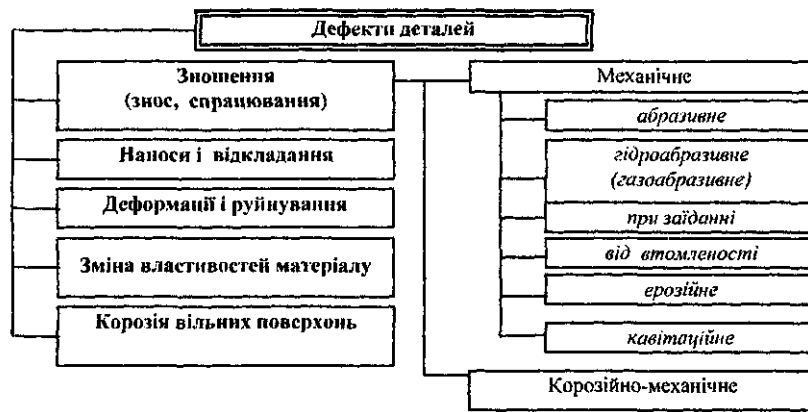 Дефекти деталей
Зношення
(знос, спрацювання)
Наноси і відкладання
Деформації і руйнування
Зміна властивостей матеріалу
Корозія вільних поверхонь
Механічне
абразивне
гідроабразивне
(газоабразивне)
при заїданні
від втомленості
ерозійне
кавітаційне
Корозійно-механічне